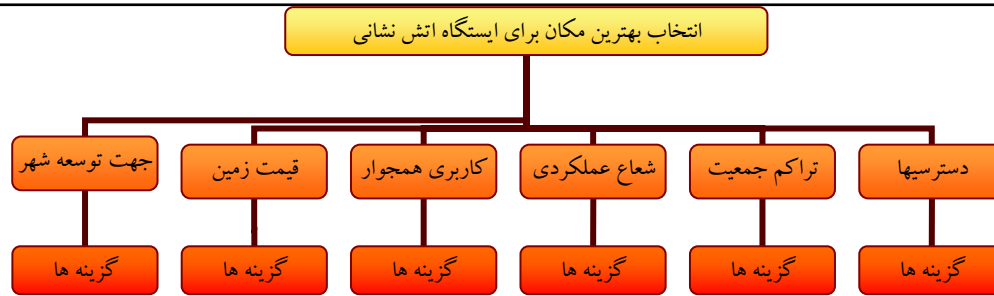 انتخاب بهترین مکان برای ایستگاه اتش نشانی
دسترسیها
تراکم جمعیت
شعاع عملکردی
کاربری همجوار
قیمت زمین
جهت توسعه شهر
گزینه ها
گزینه ها
گزینه ها
گزینه ها
گزینه ها
گزینه ها